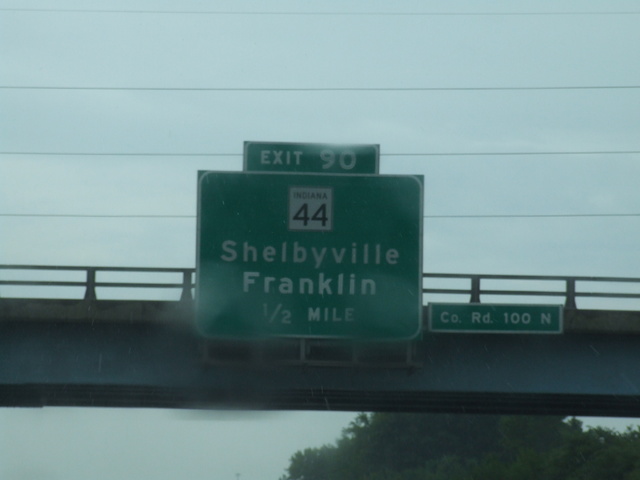 EXIT 90
INDIANA
44
Shelbyville
Franklin
1/2 MILE
Co. Rd. 100 N